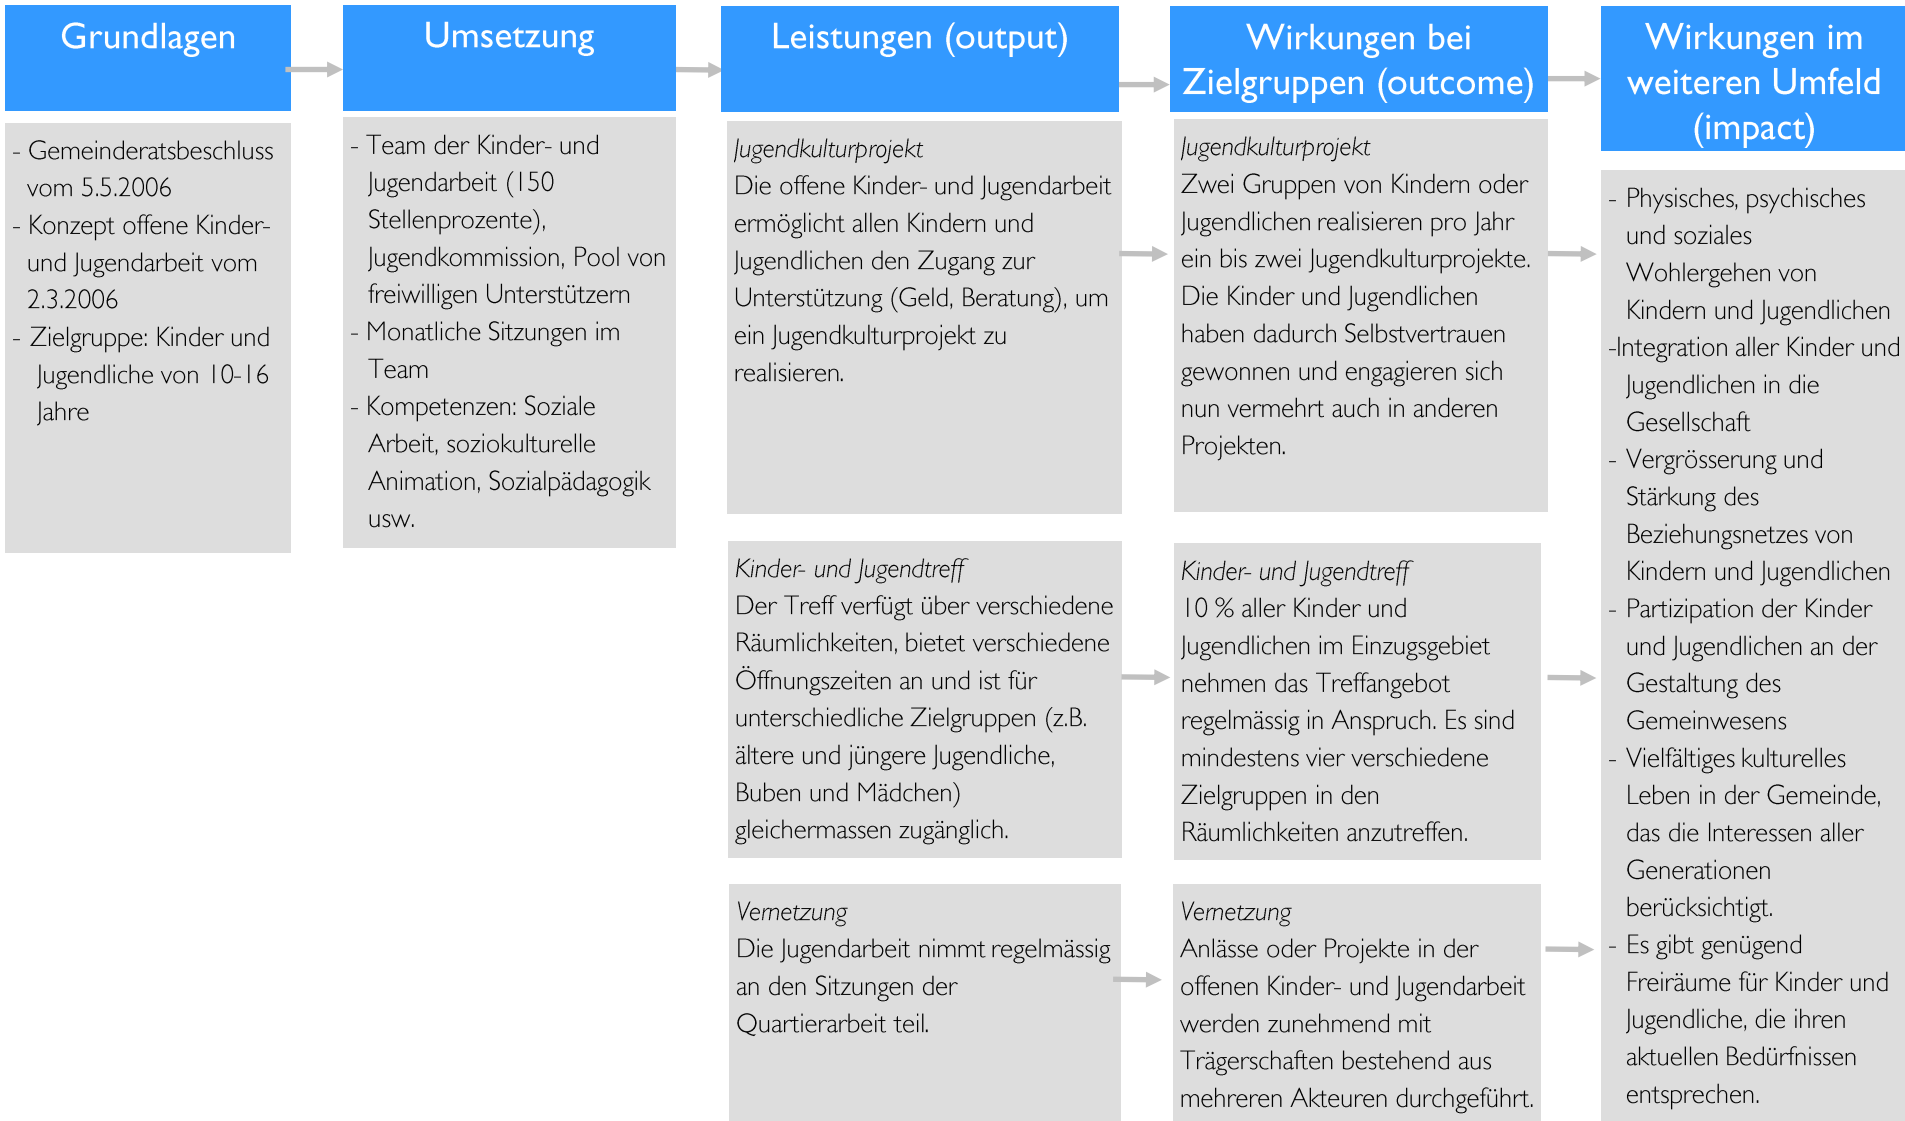 Grundlagen
- Gemeinderatsbeschluss
vom 5.5.2006
- Konzept offene Kinder-
und Jugendarbeit vom
2.3.2006
- Zielgruppe: Kinder und
Jugendliche von 10-16
Jahre
Umsetzung
- Team der Kinder- und
Jugendarbeit (150
Stellenprozente),
Jugendkommission, Pool von
freiwilligen Unterstützern
- Monatliche Sitzungen im
Team
- Kompetenzen: Soziale
Arbeit, soziokulturelle
Animation, Sozialpädagogik
usw.
Leistungen (output)
Jugendkulturprojekt
Die offene Kinder- und Jugendarbeit
ermöglicht allen Kindern und
Jugendlichen den Zugang zur
Unterstützung (Geld, Beratung), um
ein Jugendkulturprojekt zu
realisieren.
Kinder- und Jugendtreff
Der Treff verfügt über verschiedene
Räumlichkeiten, bietet verschiedene
Öffnungszeiten an und ist für
unterschiedliche Zielgruppen (z.B.
ältere und jüngere Jugendliche,
Buben und Mädchen)
gleichermassen zugänglich.
Vernetzung
Die Jugendarbeit nimmt regelmässig
an den Sitzungen der
Quartierarbeit teil.
Wirkungen bei
Zielgruppen (outcome)
Jugendkulturprojekt
Zwei Gruppen von Kindern oder
Jugendlichen realisieren pro Jahr
ein bis zwei Jugendkulturprojekte.
Die Kinder und Jugendlichen
haben dadurch Selbstvertrauen
gewonnen und engagieren sich
nun vermehrt auch in anderen
Projekten.
Kinder- und Jugendtreff
10 % aller Kinder und
Jugendlichen im Einzugsgebiet
nehmen das Treffangebot
regelmässig in Anspruch. Es sind
mindestens vier verschiedene
Zielgruppen in den
Räumlichkeiten anzutreffen.
Vernetzung
Anlässe oder Projekte in der
offenen Kinder- und Jugendarbeit
werden zunehmend mit
Trägerschaften bestehend aus
mehreren Akteuren durchgeführt.
Wirkungen im
weiteren Umfeld
(impact)
- Physisches, psychisches
und soziales
Wohlergehen von
Kindern und Jugendlichen
-Integration aller Kinder und
Jugendlichen in die
Gesellschaft
- Vergrösserung und
Stärkung des
Beziehungsnetzes von
Kindern und Jugendlichen
- Partizipation der Kinder
und Jugendlichen an der
Gestaltung des
Gemeinwesens
- Vielfältiges kulturelles
Leben in der Gemeinde,
das die Interessen aller
Generationen
berücksichtigt.
- Es gibt genügend
Freiräume für Kinder und
Jugendliche, die ihren
aktuellen Bedürfnissen
entsprechen.